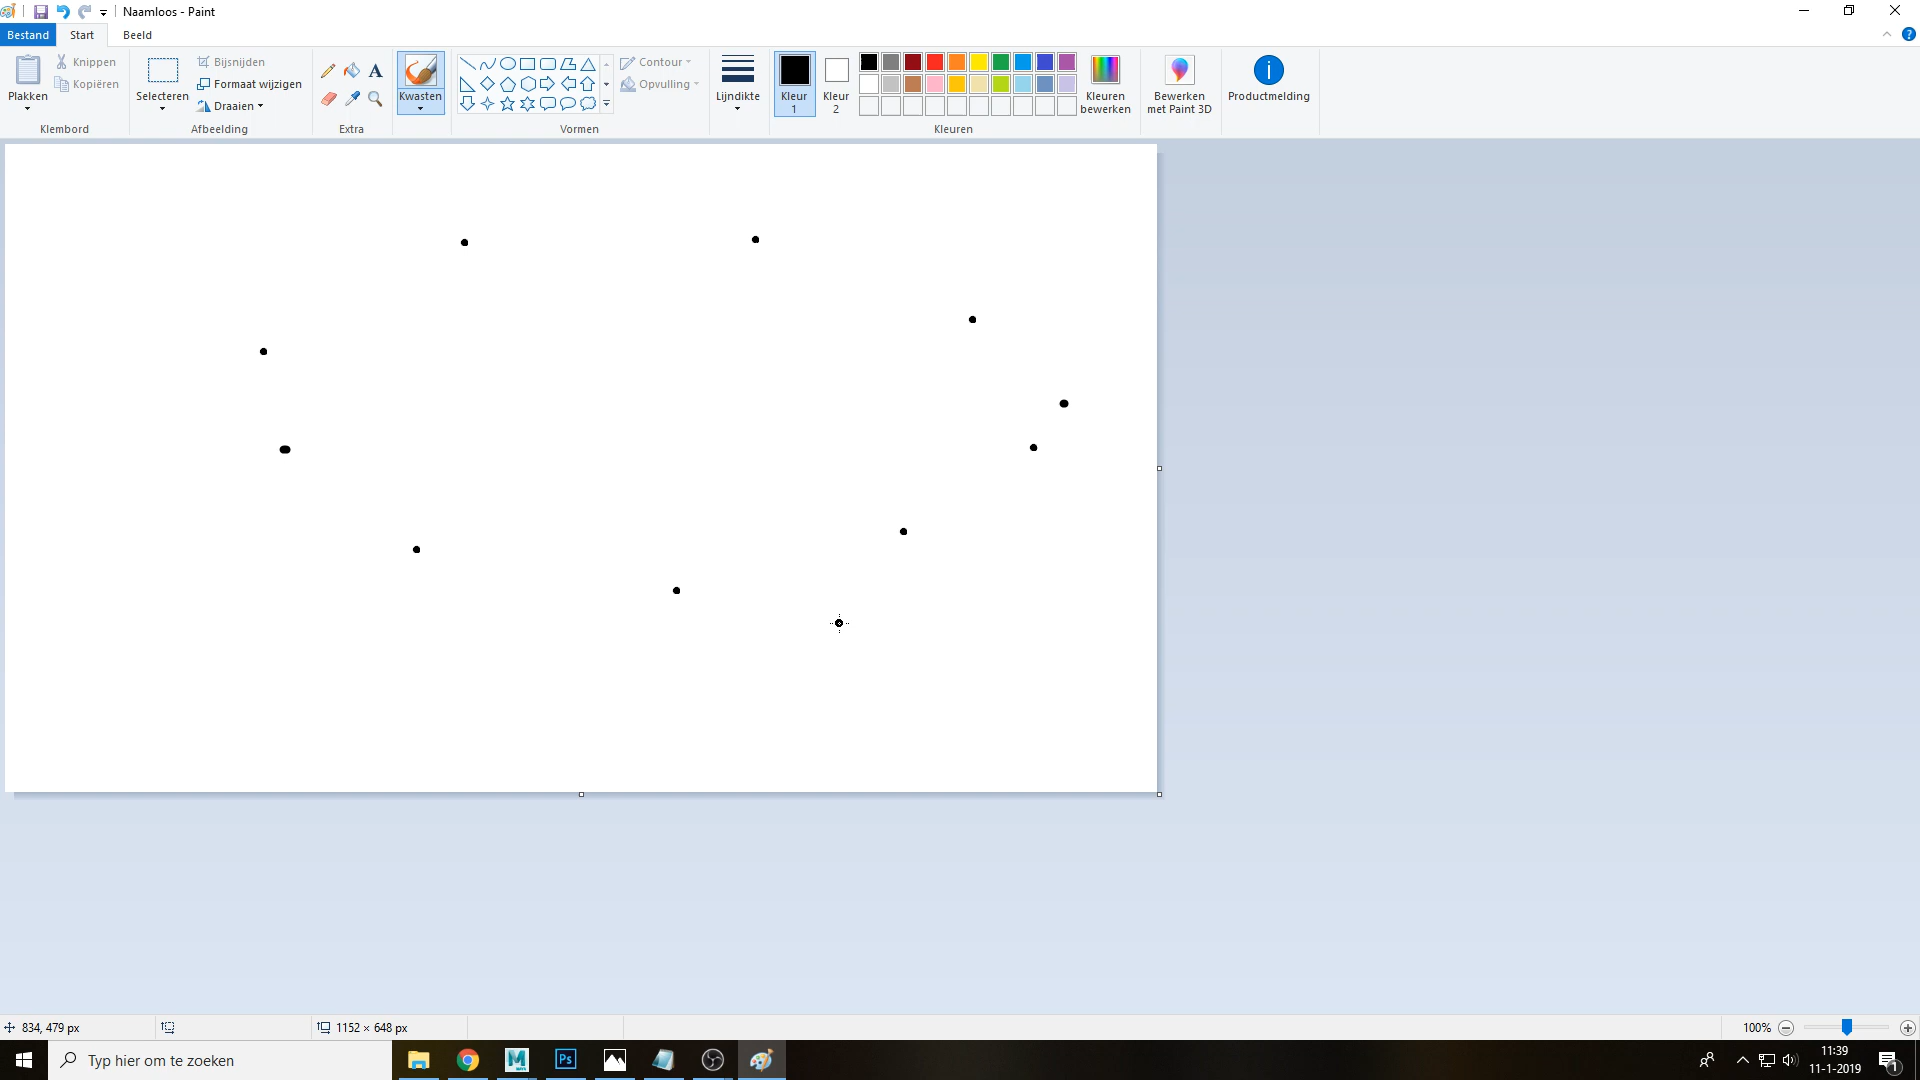 Naamloos - Paint
Bestand Start Beeld
Plakken
Knippen
Kopiëren
Klembord
Selecteren
Bijsnijden
Formaat wijzigen
Draaien
Afbeelding
A
Extra
Kwasten
Vormen
Contour
Opvulling
Lijndikte
Kleur
1
Kleur
2
Kleuren
bewerken
Kleuren
Bewerken
met Paint 3D
Productmelding
834, 479 px
1152 × 648 px
100%
Typ hier om te zoeken
Ps
11:39
11-1-2019
1